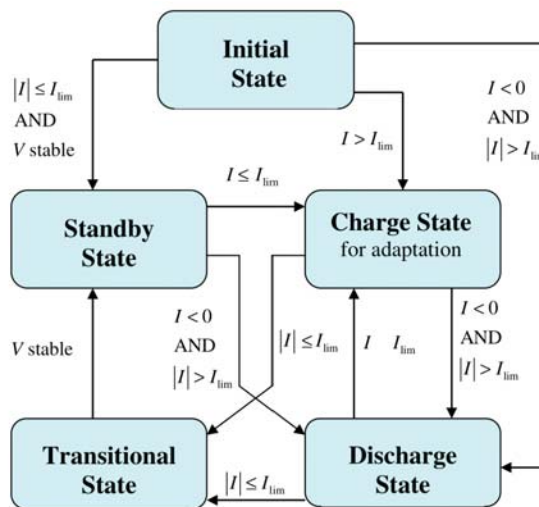 Initial
State
|I| ≤ I_lim
AND
V stable
I < 0
AND
|I| > I_lim
I > I_lim
I ≤ I_lim
Standby
State
Charge State
for adaptation
V stable
I < 0
AND
|I| > I_lim
|I| ≤ I_lim
I I_lim
I < 0
AND
|I| > I_lim
Transitional
State
|I| ≤ I_lim
Discharge
State